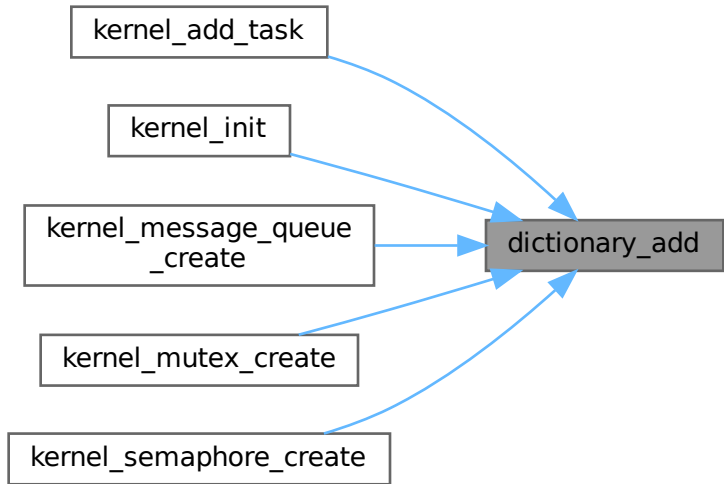 kernel_add_task
kernel_init
kernel_message_queue
_create
dictionary_add
kernel_mutex_create
kernel_semaphore_create